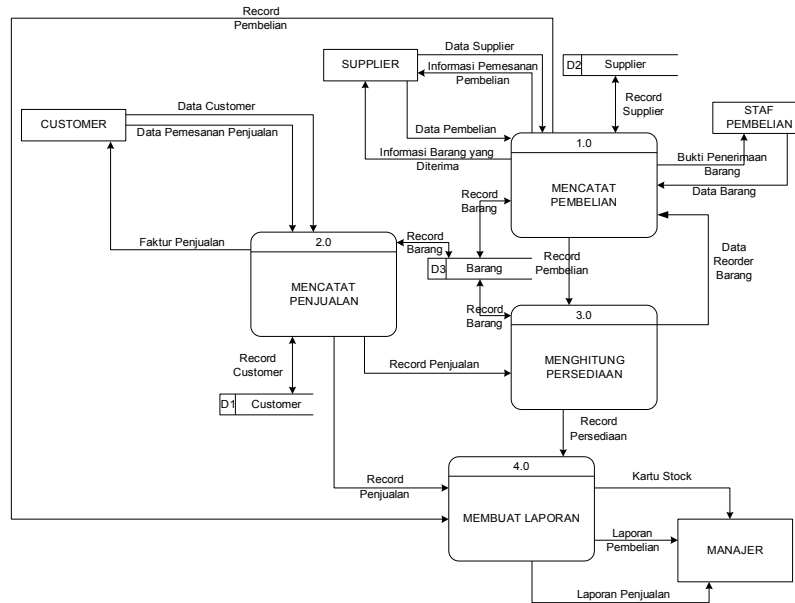 Record
Pembelian
Data Supplier
SUPPLIER
Informasi Pemesanan
Pembelian
D2 Supplier
Record
Supplier
CUSTOMER
Data Customer
Data Pemesanan Penjualan
Data Pembelian
Informasi Barang yang
Diterima
STAF
PEMBELIAN
1.0
MENCATAT
PEMBELIAN
Bukti Penerimaan
Barang
Data Barang
Record
Barang
Faktur Penjualan
2.0
MENCATAT
PENJUALAN
Record
Barang
D3 Barang
Record
Pembelian
Data
Reorder
Barang
Record
Barang
3.0
MENGHITUNG
PERSEDIAAN
Record
Customer
Record Penjualan
D1 Customer
Record
Persediaan
4.0
MEMBUAT LAPORAN
Record
Penjualan
Kartu Stock
Laporan
Pembelian
MANAJER
Laporan Penjualan